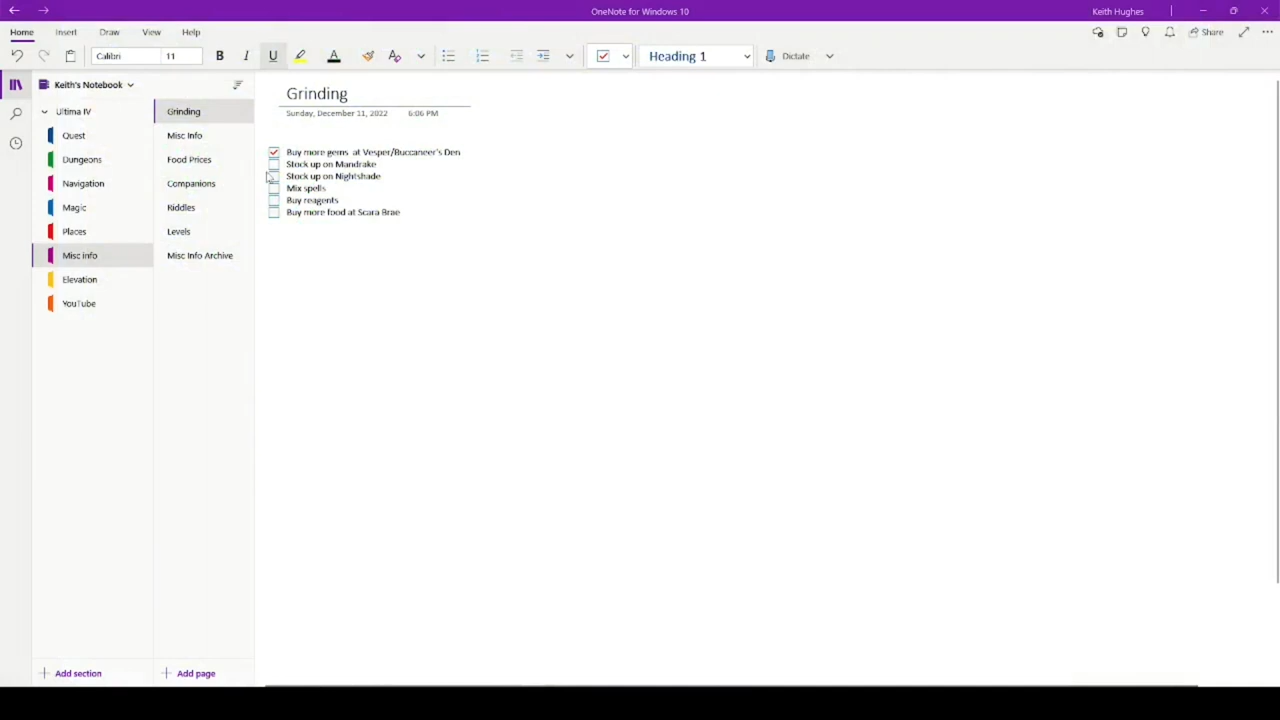 OneNote for Windows 10
Keith Hughes
Home Insert Draw View Help
Share
Calibri 11 B I U A Heading 1 Dictate
Keith's Notebook
Ultima IV
Quest
Dungeons
Navigation
Magic
Places
Misc info
Elevation
YouTube
Add section
Grinding
Misc Info
Food Prices
Companions
Riddles
Levels
Misc Info Archive
Add page
Grinding
Sunday, December 11, 2022 6:06 PM
Buy more gems at Vesper/Buccaneer's Den
Stock up on Mandrake
Stock up on Nightshade
Mix spells
Buy reagents
Buy more food at Scara Brae